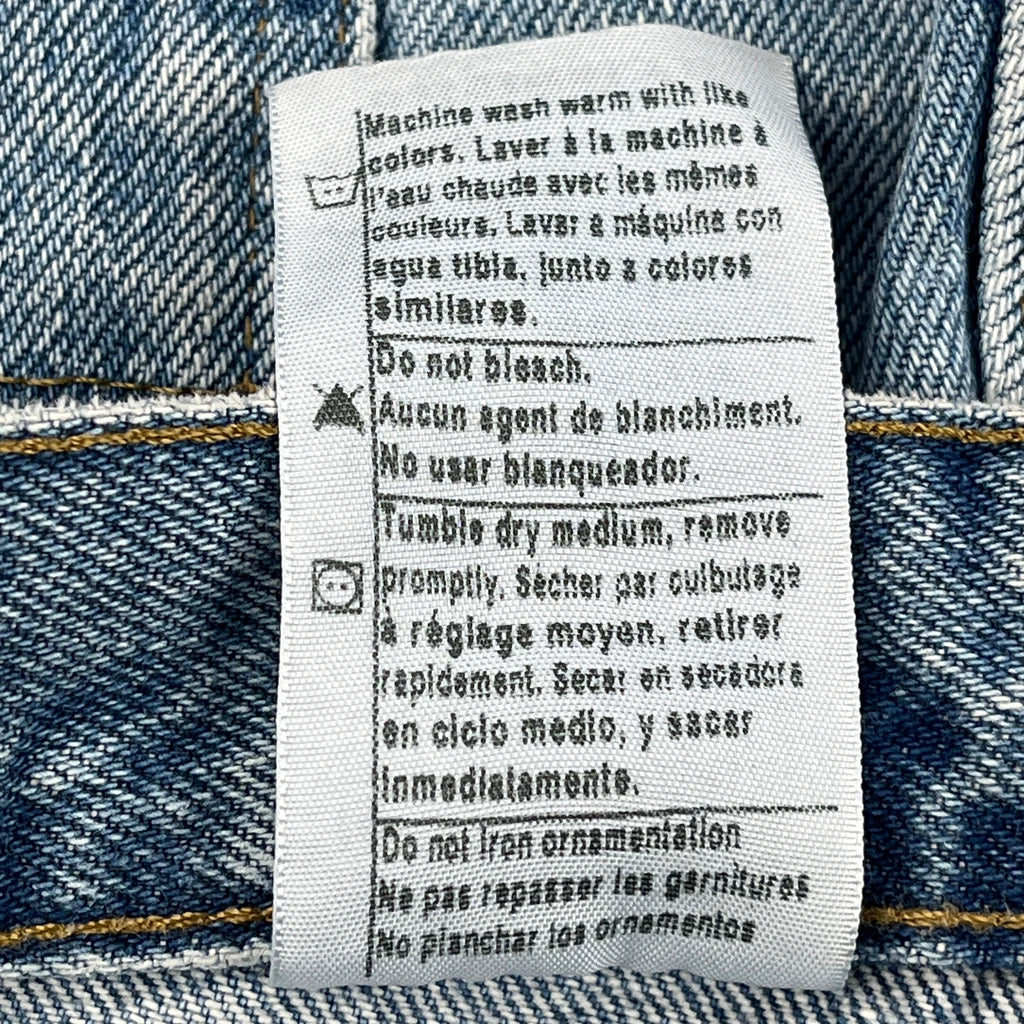 Machine wash warm with like
colors. Laver à la machine à
l'eau chaude avec les mêmes
couleurs. Lavar a máquina con
agua tibia, junto a colores
similares.
Do not bleach.
Aucun agent de blanchiment.
No usar blanqueador.
Tumble dry medium, remove
promptly. Sécher par culbutage
à réglage moyen, retirer
rapidement. Secar en secadora
en ciclo medio, y sacar
inmediatamente.
Do not iron ornamentation
Ne pas repasser les garnitures
No planchar los ornamentos